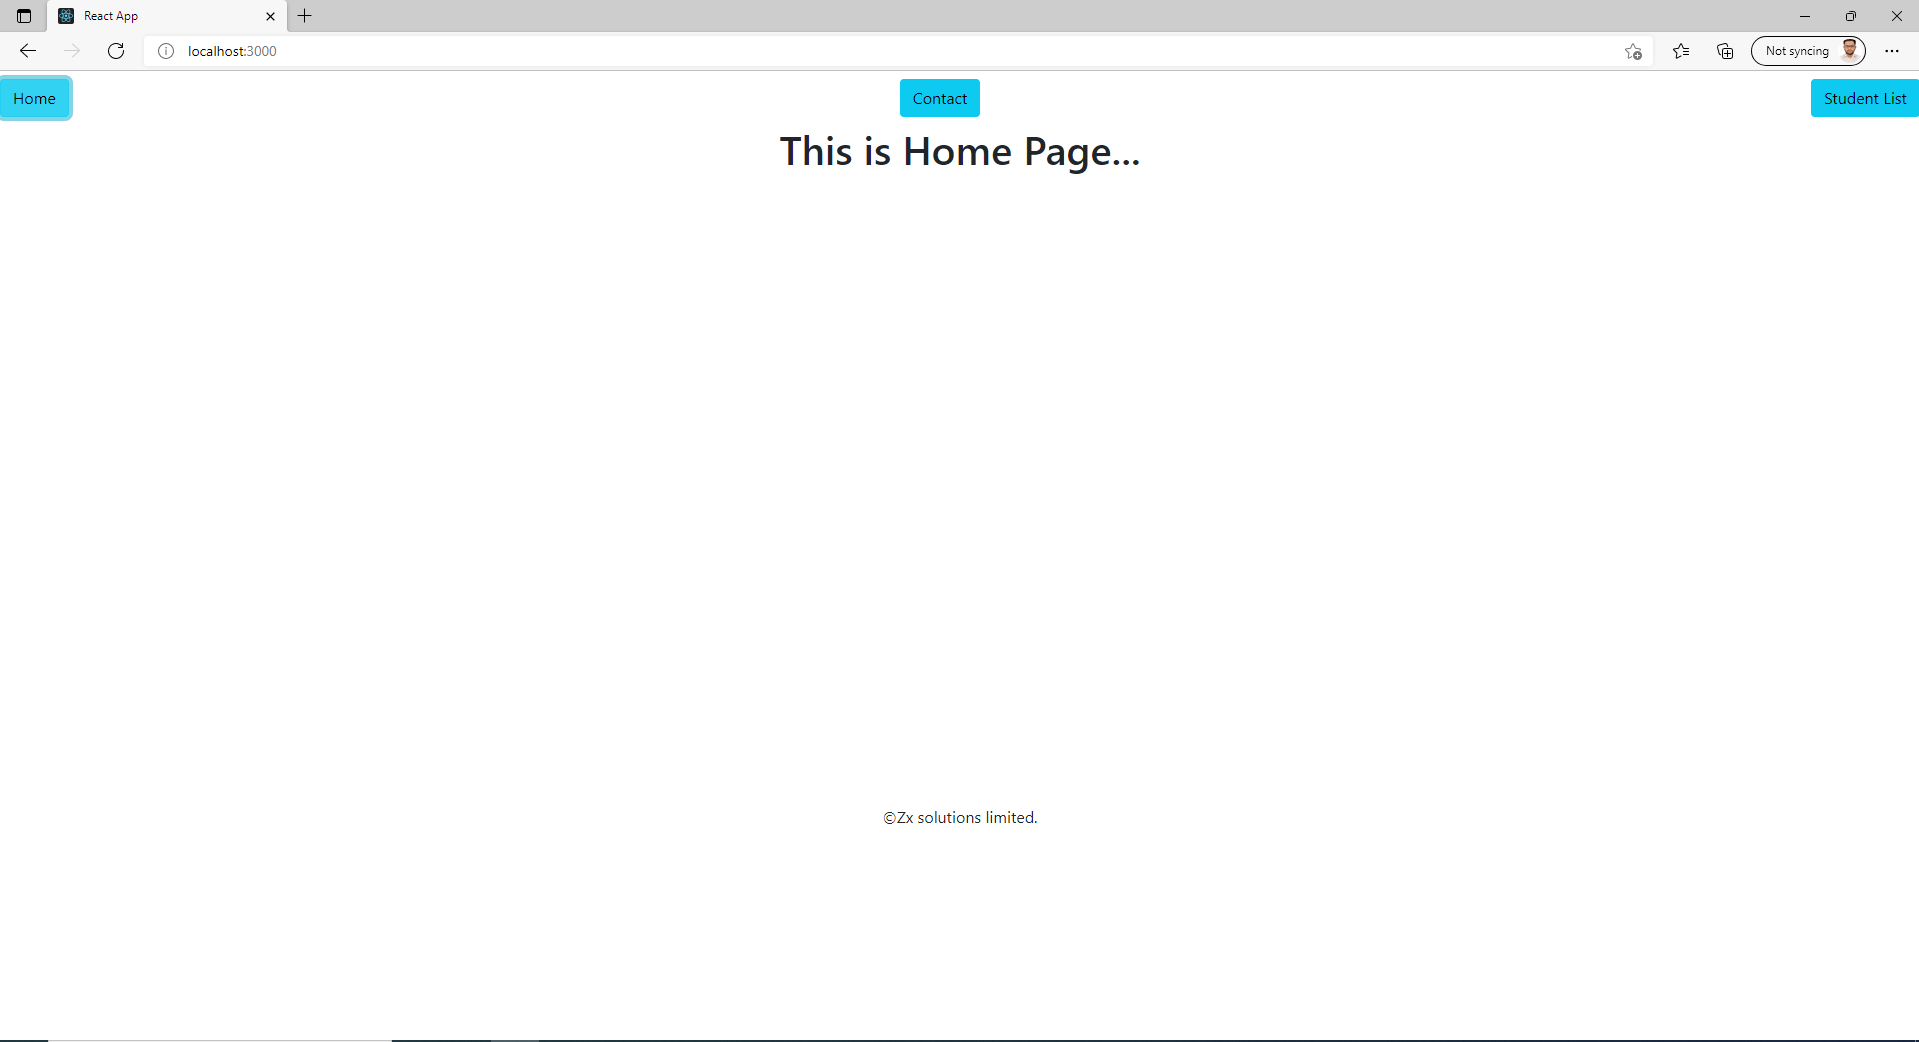 React App
localhost:3000
Not syncing
Home Contact Student List
This is Home Page...
©Zx solutions limited.